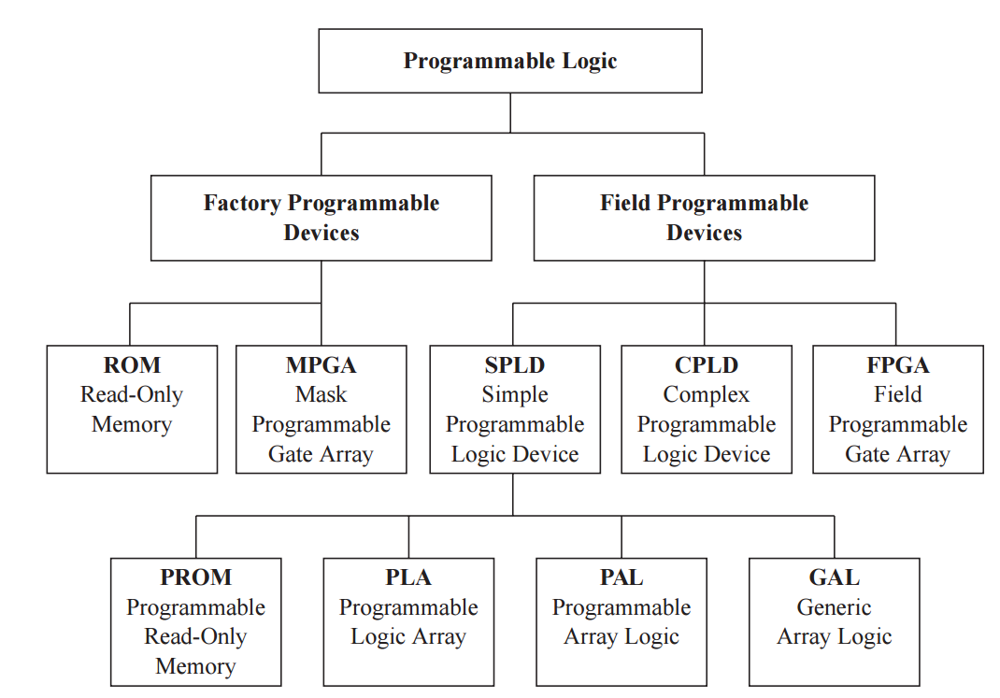 Programmable Logic
Factory Programmable
Devices
Field Programmable
Devices
ROM
Read-Only
Memory
MPGA
Mask
Programmable
Gate Array
SPLD
Simple
Programmable
Logic Device
CPLD
Complex
Programmable
Logic Device
FPGA
Field
Programmable
Gate Array
PROM
Programmable
Read-Only
Memory
PLA
Programmable
Logic Array
PAL
Programmable
Array Logic
GAL
Generic
Array Logic